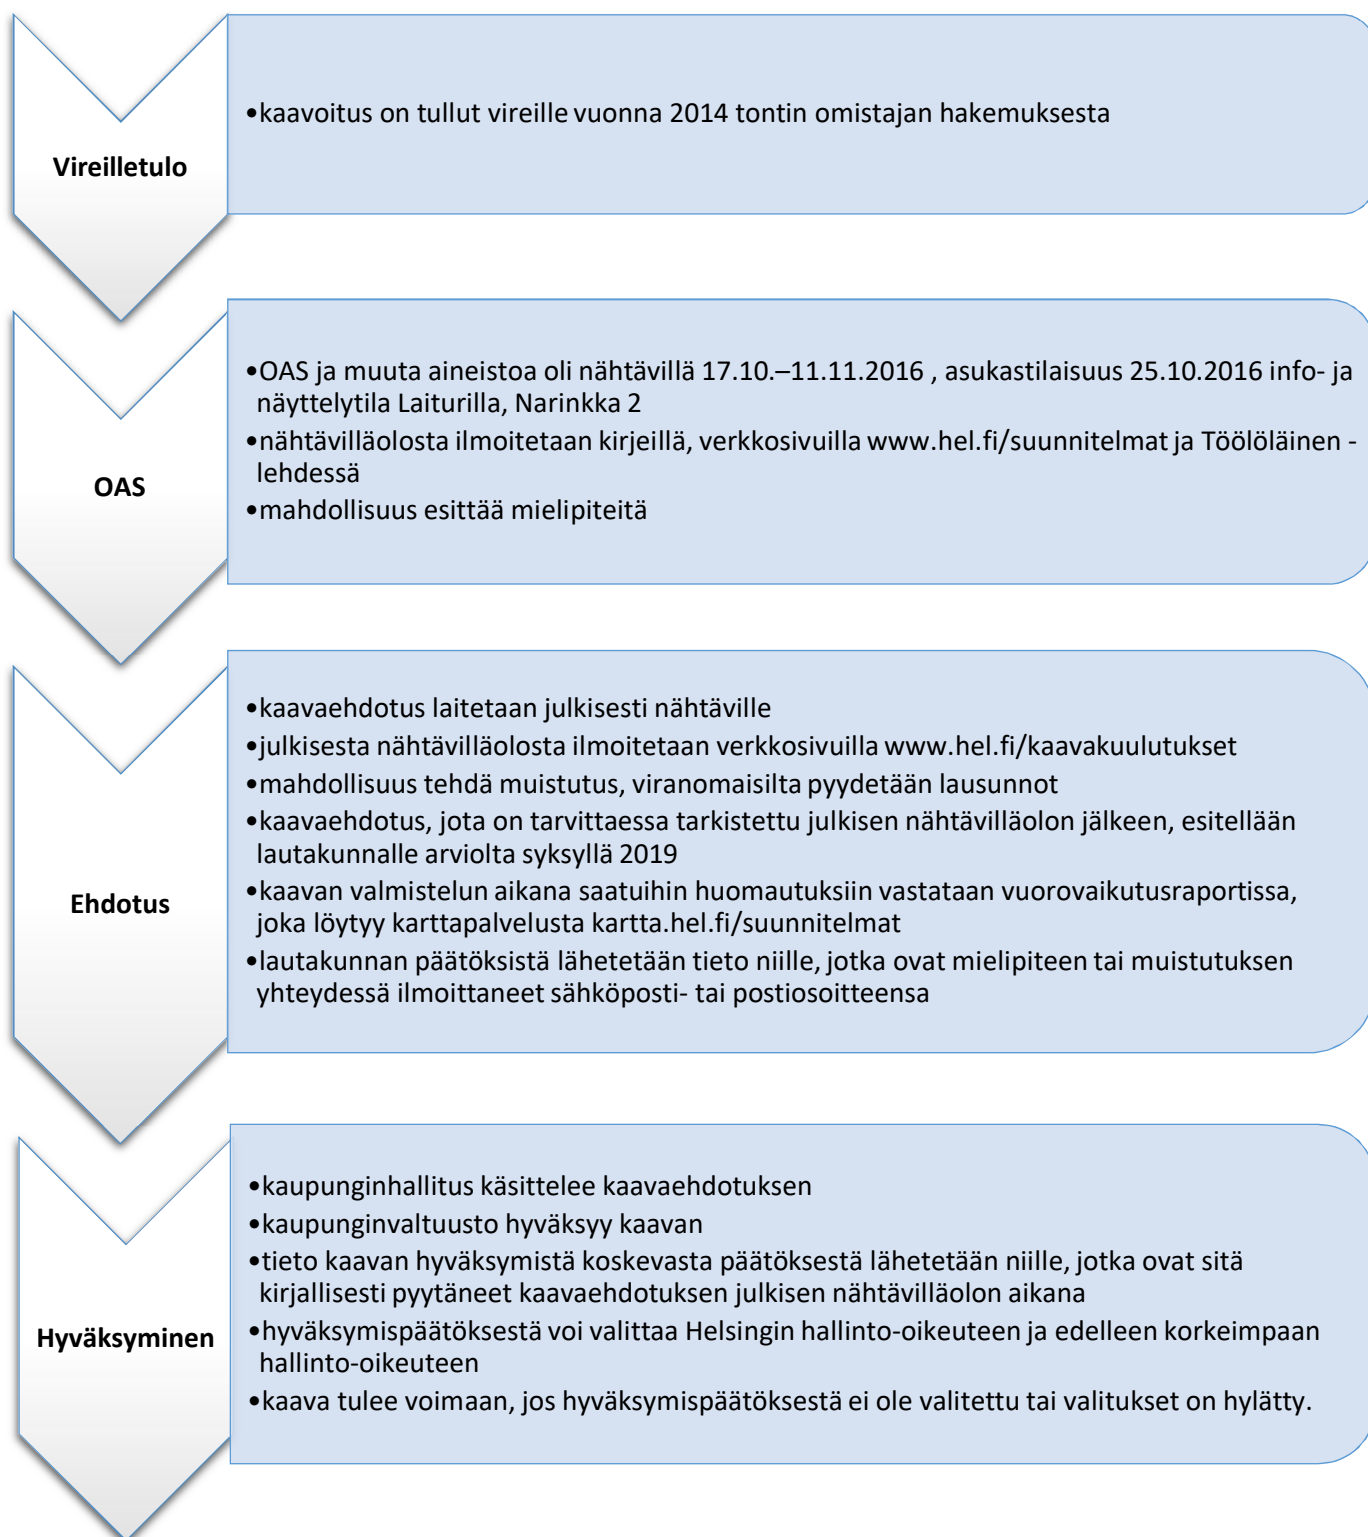 Vireilletulo
•kaavoitus on tullut vireille vuonna 2014 tontin omistajan hakemuksesta
OAS
•OAS ja muuta aineistoa oli nähtävillä 17.10.–11.11.2016 , asukastilaisuus 25.10.2016 info- ja
näyttelytila Laiturilla, Narinkka 2
•nähtävilläolosta ilmoitetaan kirjeillä, verkkosivuilla www.hel.fi/suunnitelmat ja Töölöläinen -
lehdessä
•mahdollisuus esittää mielipiteitä
Ehdotus
•kaavaehdotus laitetaan julkisesti nähtäville
•julkisesta nähtävilläolosta ilmoitetaan verkkosivuilla www.hel.fi/kaavakuulutukset
•mahdollisuus tehdä muistutus, viranomaisilta pyydetään lausunnot
•kaavaehdotus, jota on tarvittaessa tarkistettu julkisen nähtävilläolon jälkeen, esitellään
lautakunnalle arviolta syksyllä 2019
•kaavan valmistelun aikana saatuihin huomautuksiin vastataan vuorovaikutusraportissa,
joka löytyy karttapalvelusta kartta.hel.fi/suunnitelmat
•lautakunnan päätöksistä lähetetään tieto niille, jotka ovat mielipiteen tai muistutuksen
yhteydessä ilmoittaneet sähköposti- tai postiosoitteensa
Hyväksyminen
•kaupunginhallitus käsittelee kaavaehdotuksen
•kaupunginvaltuusto hyväksyy kaavan
•tieto kaavan hyväksymistä koskevasta päätöksestä lähetetään niille, jotka ovat sitä
kirjallisesti pyytäneet kaavaehdotuksen julkisen nähtävilläolon aikana
•hyväksymispäätöksestä voi valittaa Helsingin hallinto-oikeuteen ja edelleen korkeimpaan
hallinto-oikeuteen
•kaava tulee voimaan, jos hyväksymispäätöksestä ei ole valitettu tai valitukset on hylätty.